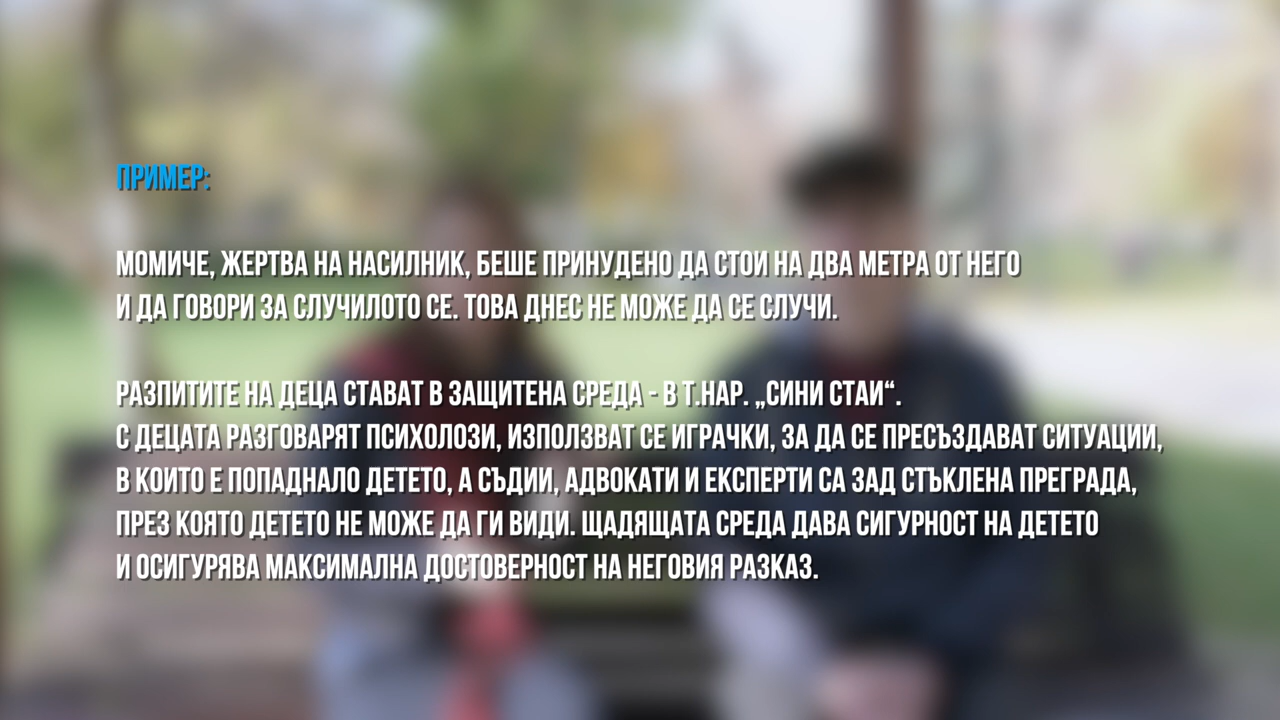 ПРИМЕР:
МОМИЧЕ, ЖЕРТВА НА НАСИЛНИК, БЕШЕ ПРИНУДЕНО ДА СТОИ НА ДВА МЕТРА ОТ НЕГО
И ДА ГОВОРИ ЗА СЛУЧИЛОТО СЕ. ТОВА ДНЕС НЕ МОЖЕ ДА СЕ СЛУЧИ.
РАЗПИТИТЕ НА ДЕЦА СТАВАТ В ЗАЩИТЕНА СРЕДА - В Т.НАР. „СИНИ СТАИ“.
С ДЕЦАТА РАЗГОВАРЯТ ПСИХОЛОЗИ, ИЗПОЛЗВАТ СЕ ИГРАЧКИ, ЗА ДА СЕ ПРЕСЪЗДАВАТ СИТУАЦИИ,
В КОИТО Е ПОПАДНАЛО ДЕТЕТО, А СЪДИИ, АДВОКАТИ И ЕКСПЕРТИ СА ЗАД СТЪКЛЕНА ПРЕГРАДА,
ПРЕЗ КОЯТО ДЕТЕТО НЕ МОЖЕ ДА ГИ ВИДИ. ЩАДЯЩАТА СРЕДА ДАВА СИГУРНОСТ НА ДЕТЕТО
И ОСИГУРЯВА МАКСИМАЛНА ДОСТОВЕРНОСТ НА НЕГОВИЯ РАЗКАЗ.